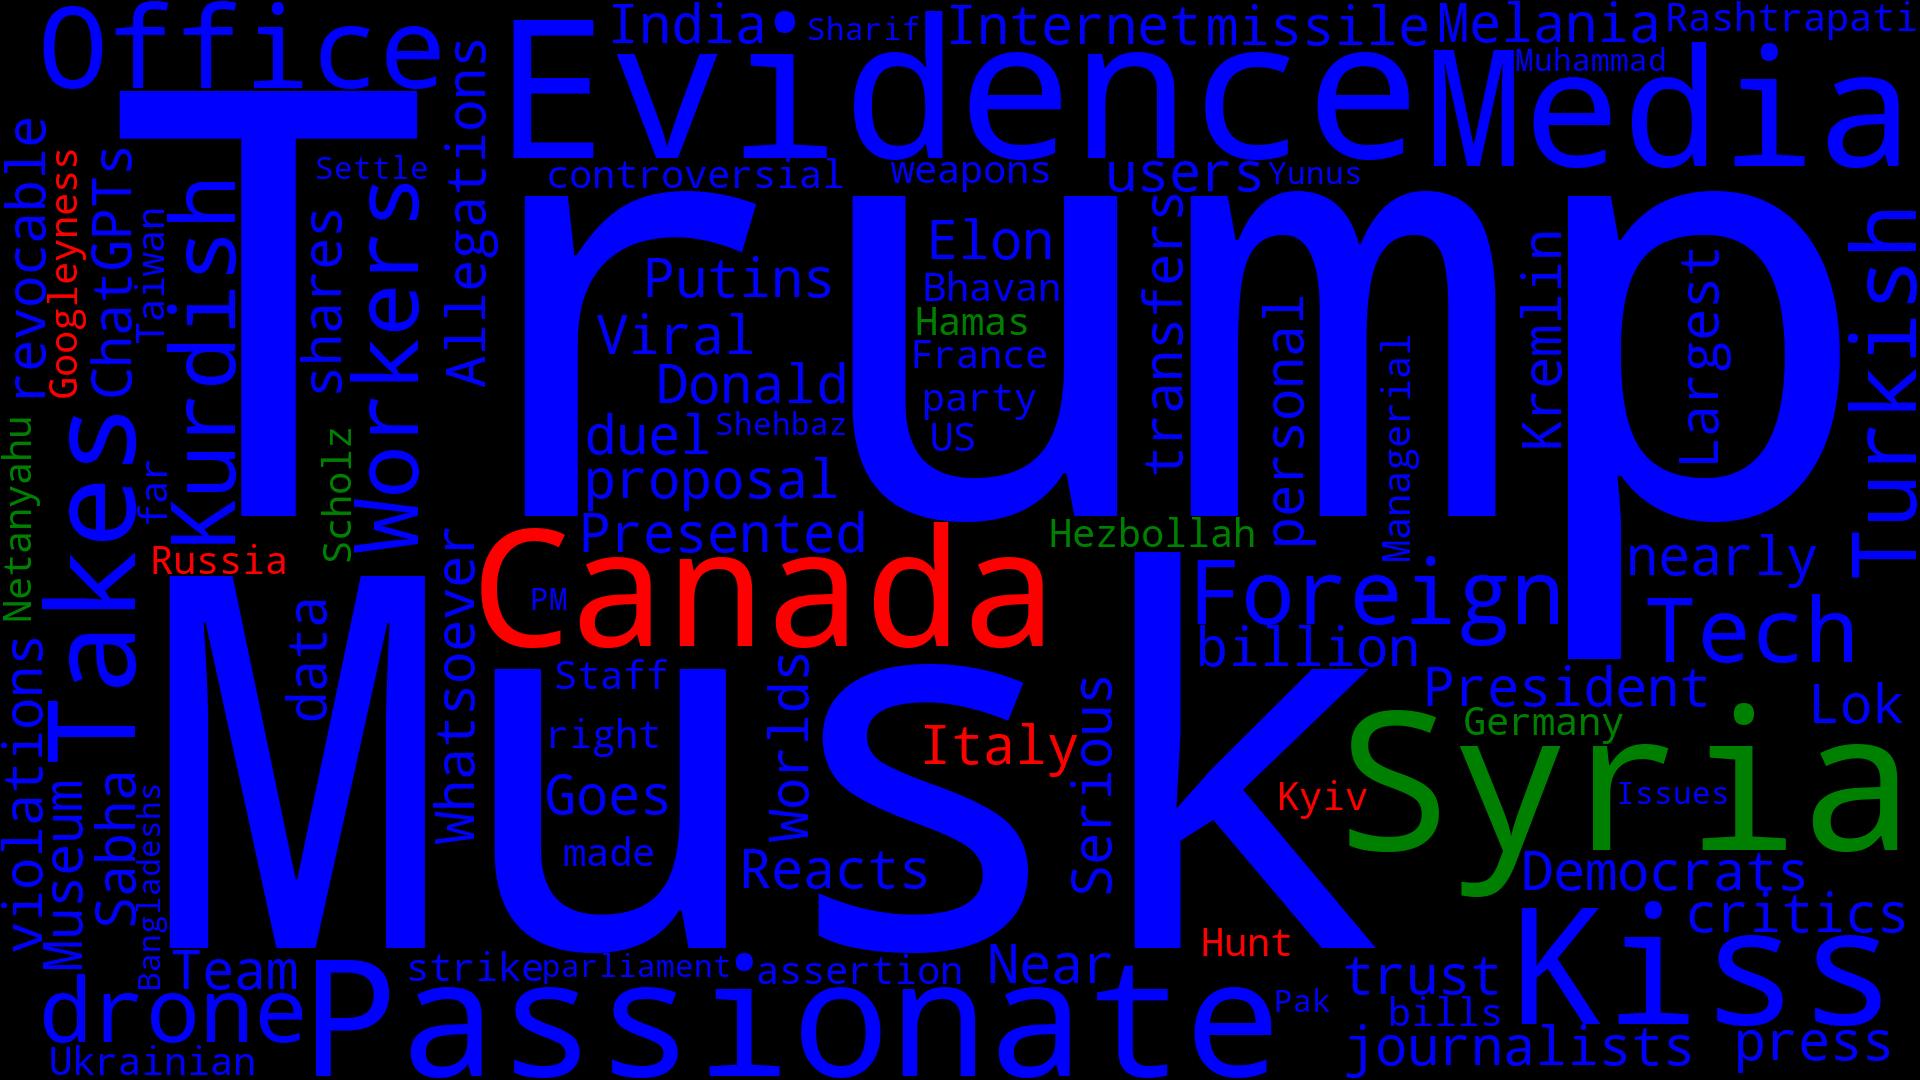 Office
Evidence
India
Sharif
Internet
missile
Melania
Rashtrapati
Muhammad
Media
Trump
controversial
weapons
users
Yunus
Settle
Allegations
revocable
Googleyness
ChatGPTs
Taiwan
Kurdish
shares
Workers
Elon
Bhavan
Hamas
France
party
US
Putins
Viral
Donald
duel
Shehbaz
proposal
Presented
transfers
personal
Managerial
Kremlin
Largest
Turkish
Netanyahu
Takes
far
Scholz
Russia
Canada
PM
Hezbollah
Foreign
nearly
billion
Tech
Musk
data
Whatsoever
Staff
right
Goes
made
Worlds
Italy
Reacts
Serious
President
Lok
Germany
Syria
Issues
Kyiv
Democrats
critics
violations
Museum
Sabha
Bangladeshs
Hunt
Team
drone
Ukrainian
strike
parliament
assertion
Near
Passionate
Pak
trust
bills
journalists
Kiss
press